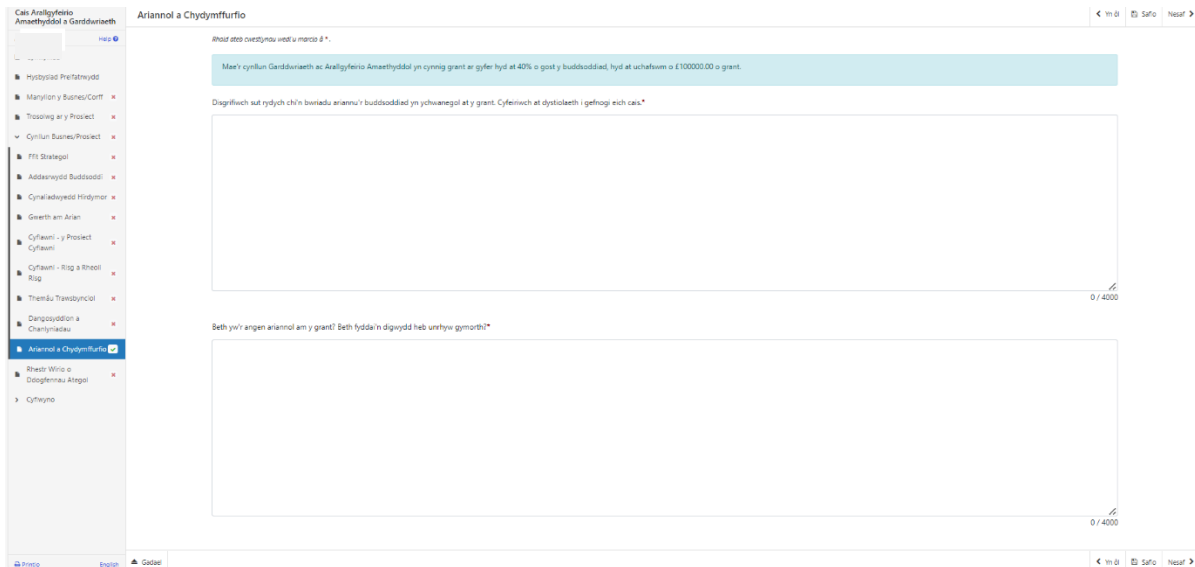 Cais Arallgyfeirio
Amaethyddol a Garddwriaeth
Help
Hysbysiad Preifatrwydd
Manylion y Busnes/Corff
Trosolwg ar y Prosiect
Cynllun Busnes/Prosiect
Ffit Strategol
Addasrwydd Buddsoddi
Cynaliadwyedd Hirdymor
Gwerth am Arian
Cyflawni - y Prosiect
Cyflawni
Cyflawni - Risg a Rheoli
Risg
Themâu Trawsbynciol
Dangosyddion a
Chanlyniadau
Ariannol a Chydymffurfio
Rhestr Wirio o
Ddogfennau Ategol
Cyflwyno
Printio
English
Ariannol a Chydymffurfio
Yn ôl
Safio
Nesaf
Rhaid ateb cwestiynau wedi u marcio â * .
Mae'r cynllun Garddwriaeth ac Arallgyfeirio Amaethyddol yn cynnig grant ar gyfer hyd at 40% o gost y buddsoddiad, hyd at uchafswm o £100000.00 o grant.
Disgrifiwch sut rydych chi'n bwriadu ariannu'r buddsoddiad yn ychwanegol at y grant. Cyfeiriwch at dystiolaeth i gefnogi eich cais.*
0 / 4000
Beth yw'r angen ariannol am y grant? Beth fyddai'n digwydd heb unrhyw gymorth?*
0 / 4000
Gadael
Yn ôl
Safio
Nesaf